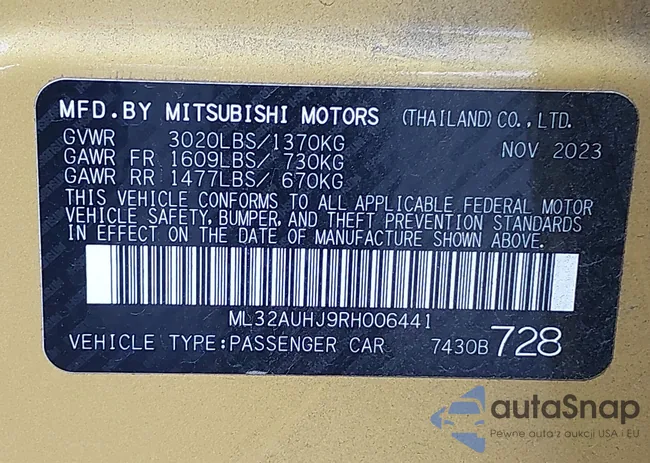 MFD.BY MITSUBISHI MOTORS (THAILAND)CO.,LTD.
GVWR 3020LBS/1370KG NOV 2023
GAWR FR 1609LBS/ 730KG
GAWR RR 1477LBS/ 670KG
THIS VEHICLE CONFORMS TO ALL APPLICABLE FEDERAL MOTOR
VEHICLE SAFETY, BUMPER, AND THEFT PREVENTION STANDARDS
IN EFFECT ON THE DATE OF MANUFACTURE SHOWN ABOVE.
ML32AUHJ9RH006441
VEHICLE TYPE:PASSENGER CAR 7430B 728
autaSnap
Pewne auta z aukcji USA i EU